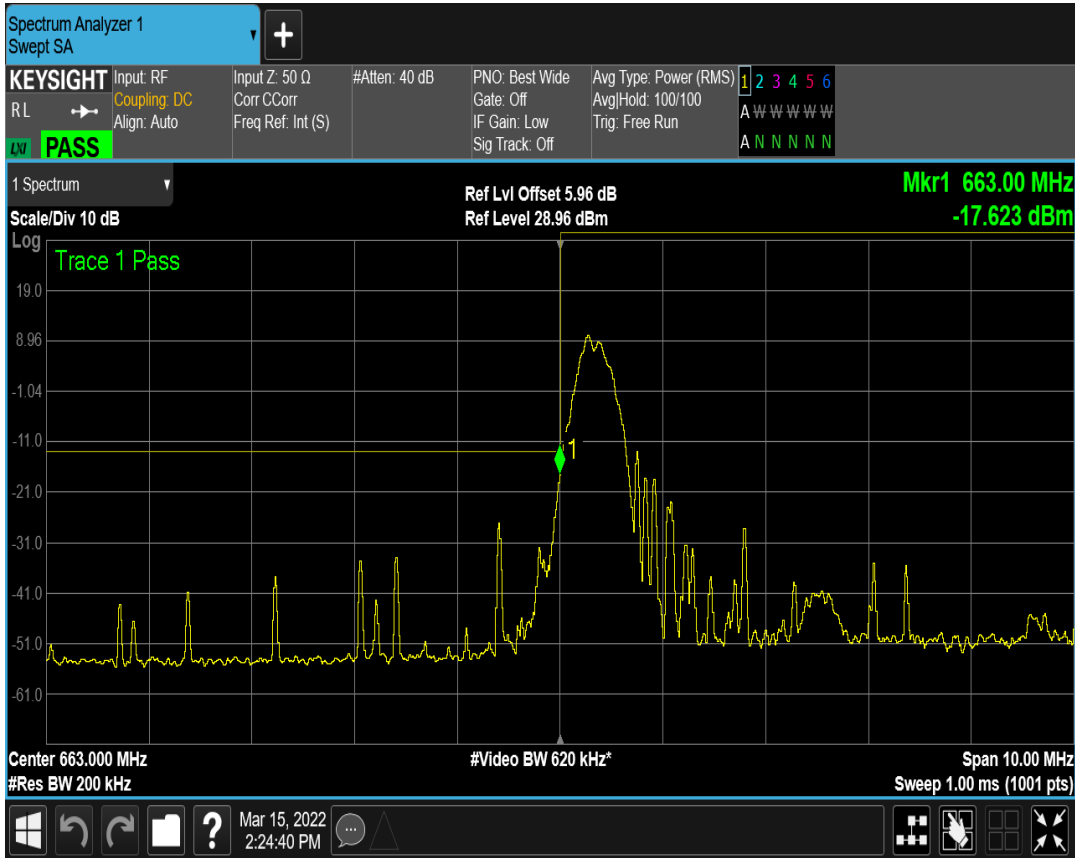 Spectrum Analyzer 1
Swept SA
+
KEYSIGHT
RL
LXI PASS
Input: RF
Coupling: DC
Align: Auto
Input Z: 50 Ω
Corr CCorr
Freq Ref: Int (S)
#Atten: 40 dB
PNO: Best Wide
Gate: Off
IF Gain: Low
Sig Track: Off
Avg Type: Power (RMS)
Avg|Hold: 100/100
Trig: Free Run
1 2 3 4 5 6
A W W W W W
A N N N N N
1 Spectrum
Scale/Div 10 dB
Ref Lvl Offset 5.96 dB
Ref Level 28.96 dBm
Mkr1 663.00 MHz
-17.623 dBm
Log
Trace 1 Pass
19.0
8.96
-1.04
-11.0
1
-21.0
-31.0
-41.0
-51.0
-61.0
Center 663.000 MHz
#Video BW 620 kHz*
Span 10.00 MHz
#Res BW 200 kHz
Sweep 1.00 ms (1001 pts)
?
Mar 15, 2022
2:24:40 PM